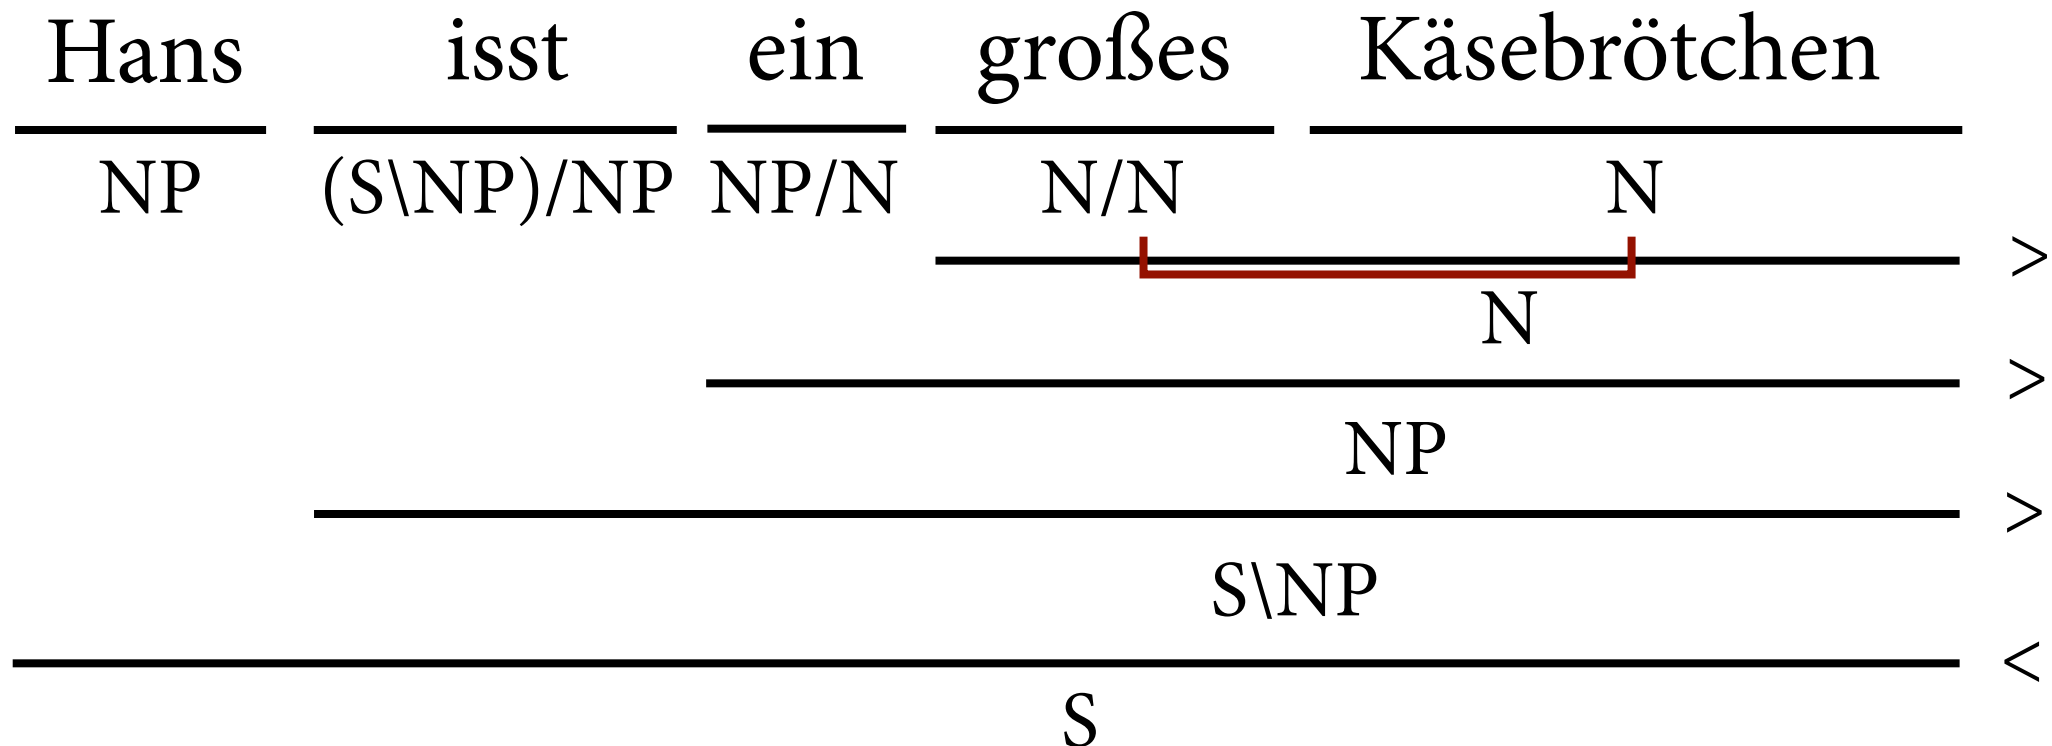 Hans isst ein großes Käsebrötchen
NP (S\NP)/NP NP/N N/N N
>
N
>
NP
>
S\NP
<
S